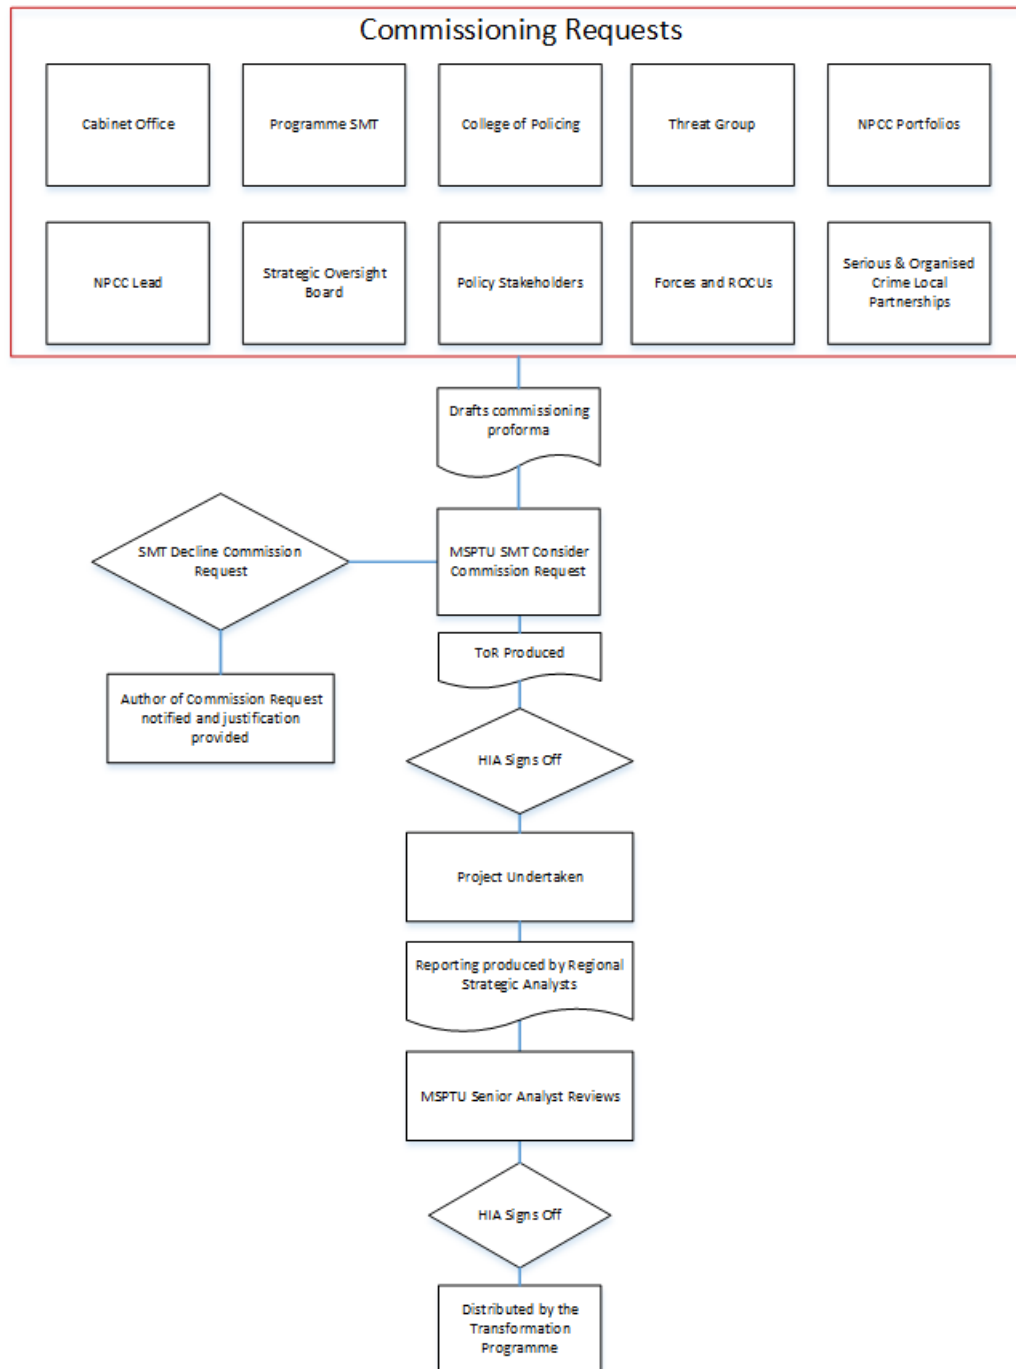 Commissioning Requests
Cabinet Office
Programme SMT
College of Policing
Threat Group
NPCC Portfolios
NPCC Lead
Strategic Oversight
Board
Policy Stakeholders
Forces and ROCUs
Serious & Organised
Crime Local
Partnerships
Drafts commissioning
proforma
SMT Decline Commission
Request
MSPTU SMT Consider
Commission Request
ToR Produced
Author of Commission Request
notified and justification
provided
HIA Signs Off
Project Undertaken
Reporting produced by Regional
Strategic Analysts
MSPTU Senior Analyst Reviews
HIA Signs Off
Distributed by the
Transformation
Programme